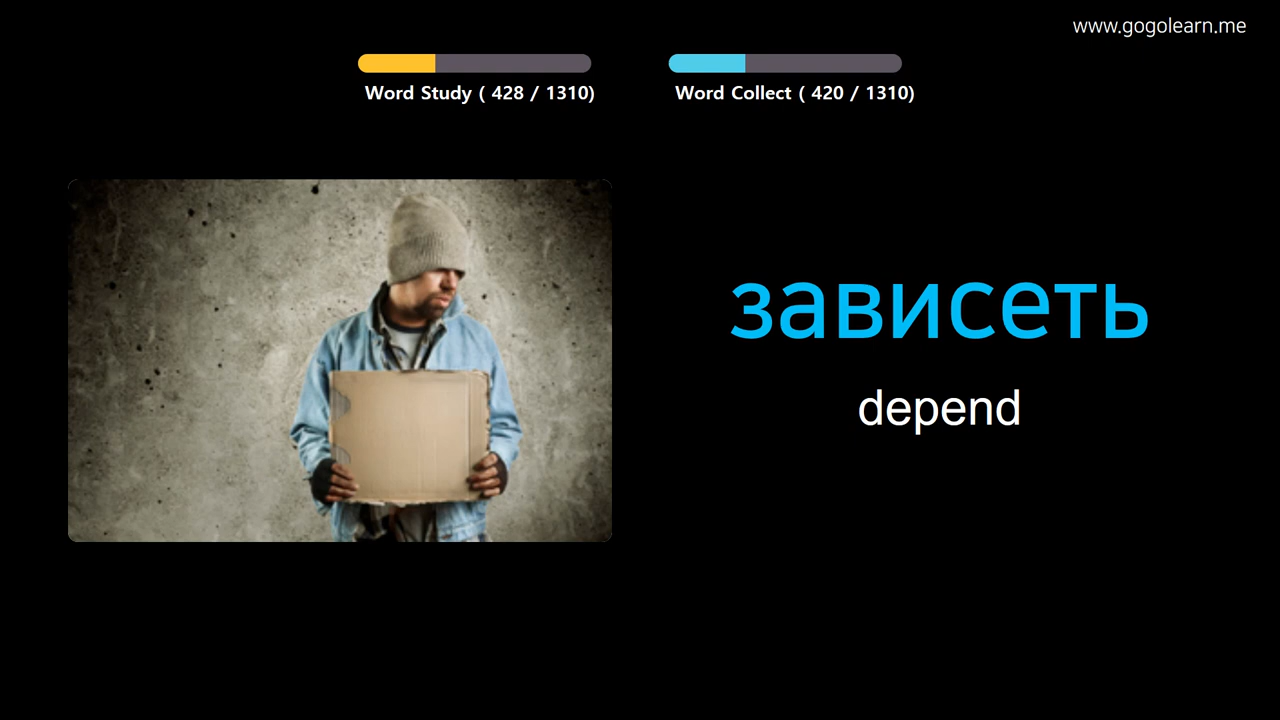 www.gogolearn.me
Word Study ( 428 / 1310)
Word Collect ( 420 / 1310)
зависеть
depend